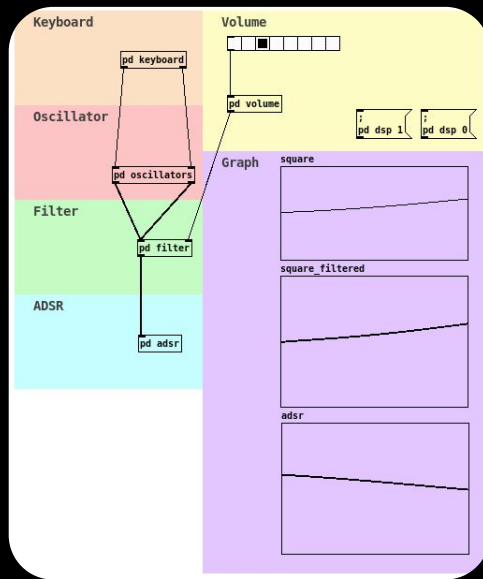 Keyboard
pd keyboard
Oscillator
pd oscillators
Filter
pd filter
ADSR
pd adsr
Volume
pd volume
;
pd dsp 1
;
pd dsp 0
Graph
square
square_filtered
adsr